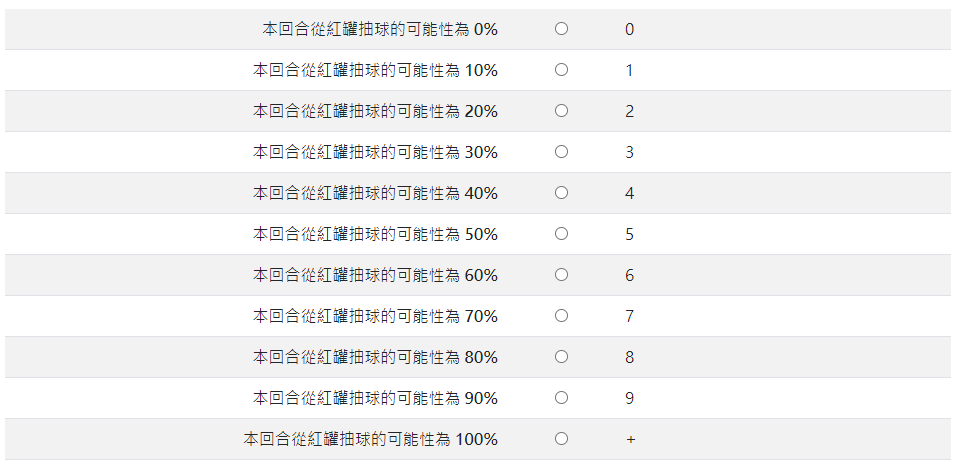 本回合從紅罐抽球的可能性為 0% 0
本回合從紅罐抽球的可能性為 10% 1
本回合從紅罐抽球的可能性為 20% 2
本回合從紅罐抽球的可能性為 30% 3
本回合從紅罐抽球的可能性為 40% 4
本回合從紅罐抽球的可能性為 50% 5
本回合從紅罐抽球的可能性為 60% 6
本回合從紅罐抽球的可能性為 70% 7
本回合從紅罐抽球的可能性為 80% 8
本回合從紅罐抽球的可能性為 90% 9
本回合從紅罐抽球的可能性為 100% +